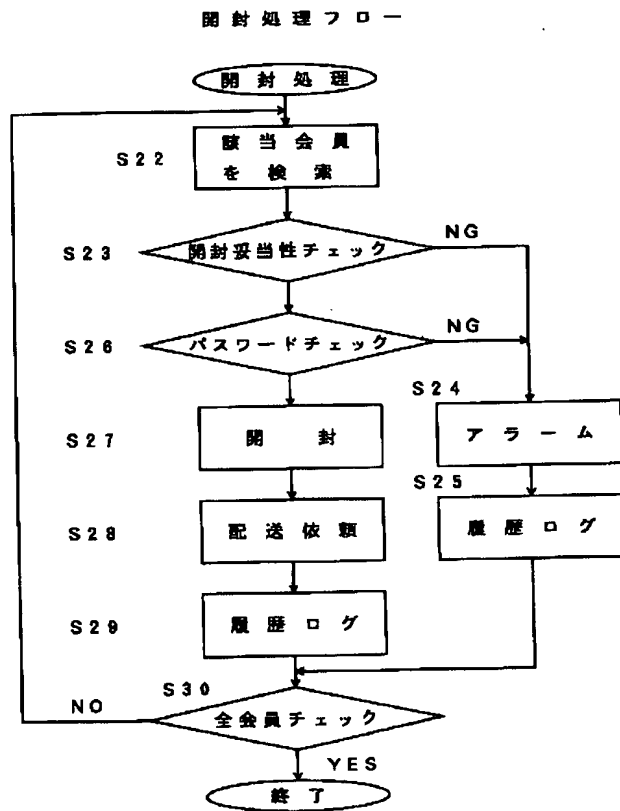 開封処理フロー
開封処理
S22
該当会員
を検索
S23
開封妥当性チェック
NG
S26
パスワードチェック
NG
S24
アラーム
S27
開封
S25
履歴ログ
S28
配送依頼
S29
履歴ログ
S30
全会員チェック
NO
YES
終了